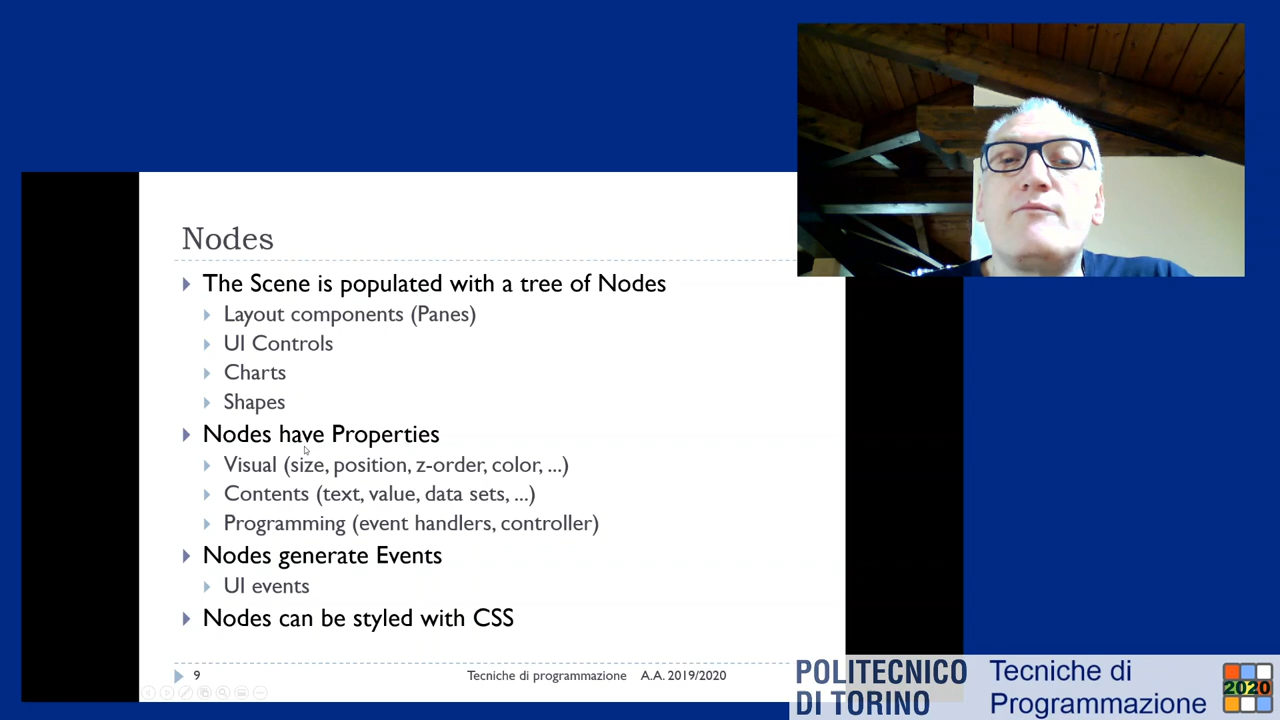 Nodes
The Scene is populated with a tree of Nodes
Layout components (Panes)
UI Controls
Charts
Shapes
Nodes have Properties
Visual (size, position, z-order, color, ...)
Contents (text, value, data sets, ...)
Programming (event handlers, controller)
Nodes generate Events
UI events
Nodes can be styled with CSS
9
Tecniche di programmazione A.A. 2019/2020
POLITECNICO
DI TORINO
Tecniche di
Programmazione
2020